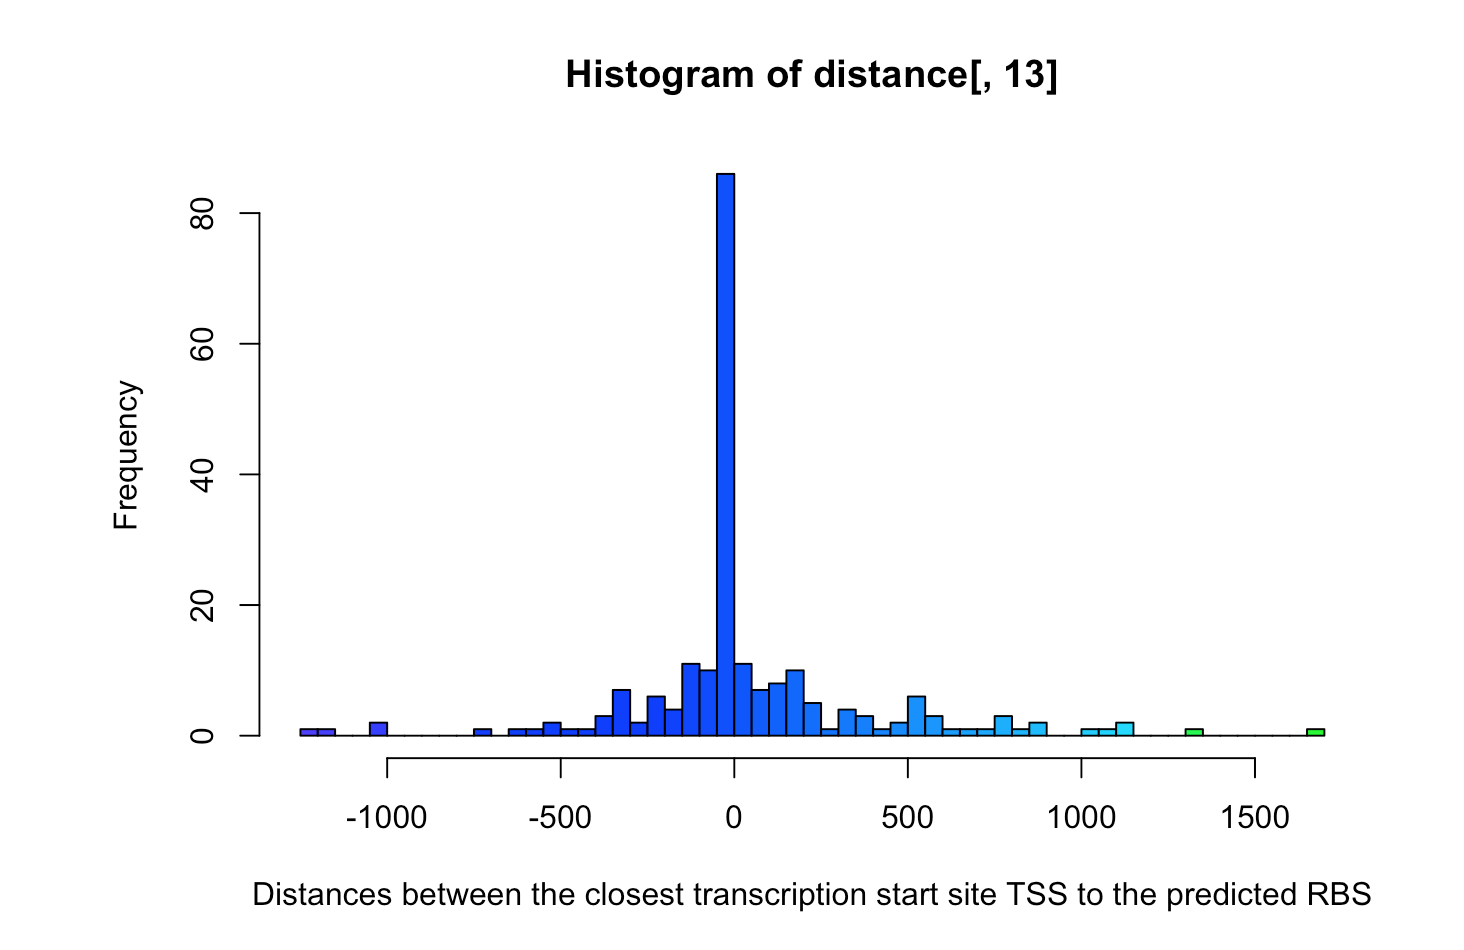 Histogram of distance[, 13]
Frequency
80
60
40
20
0
-1000 -500 0 500 1000 1500
Distances between the closest transcription start site TSS to the predicted RBS